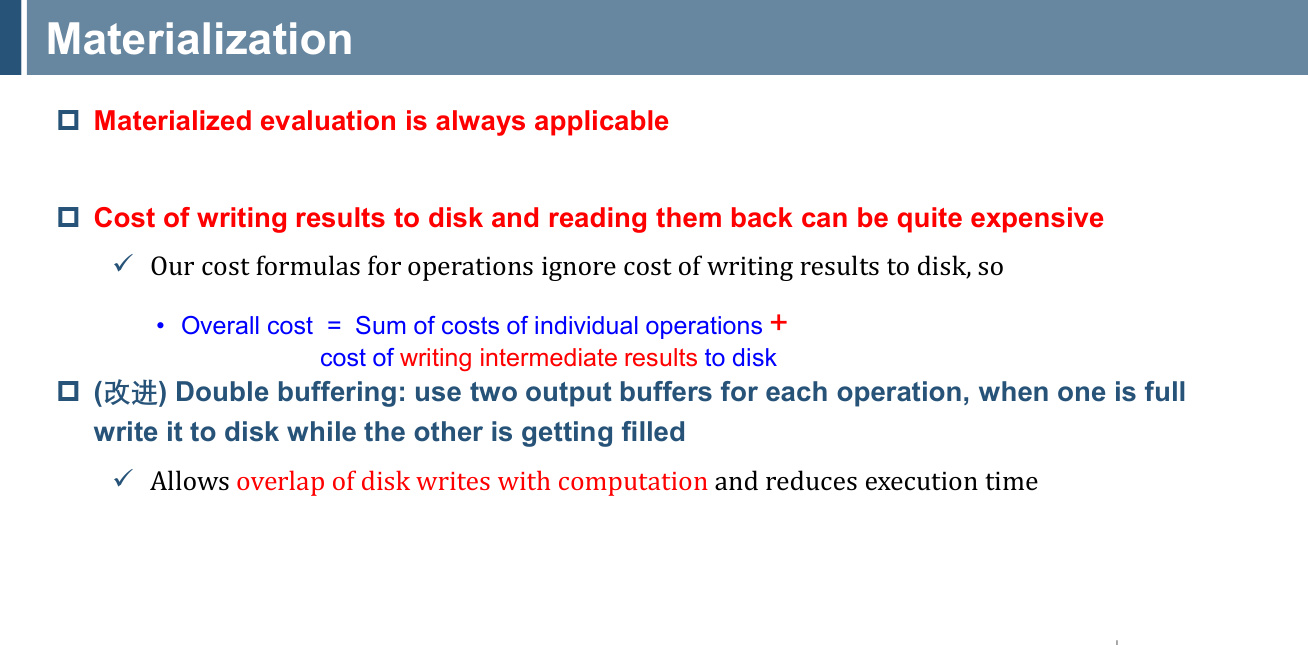 Materialization
Materialized evaluation is always applicable
Cost of writing results to disk and reading them back can be quite expensive
✓ Our cost formulas for operations ignore cost of writing results to disk, so
• Overall cost = Sum of costs of individual operations +
cost of writing intermediate results to disk
(改进) Double buffering: use two output buffers for each operation, when one is full
write it to disk while the other is getting filled
✓ Allows overlap of disk writes with computation and reduces execution time